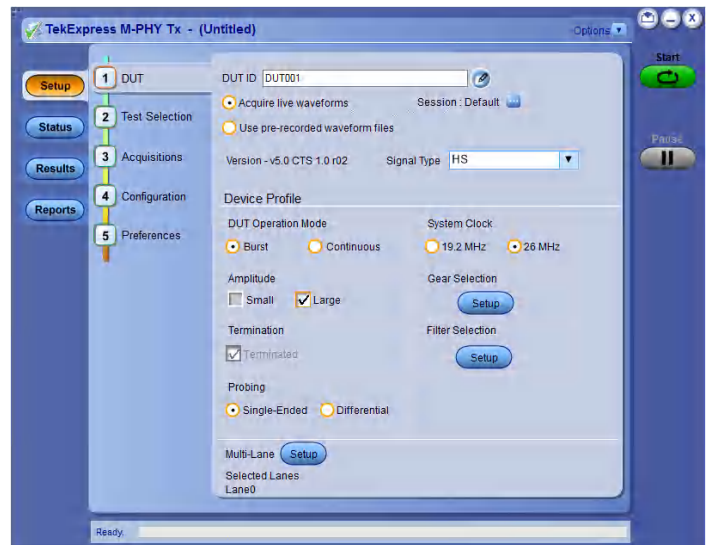 TekExpress M-PHY Tx - (Untitled)
Options
Start
Pause
Setup
Status
Results
Reports
1 DUT
2 Test Selection
3 Acquisitions
4 Configuration
5 Preferences
DUT ID DUT001
Acquire live waveforms Session : Default
Use pre-recorded waveform files
Version - v5.0 CTS 1.0 r02 Signal Type HS
Device Profile
DUT Operation Mode System Clock
Burst Continuous 19.2 MHz 26 MHz
Amplitude Gear Selection
Small Large Setup
Termination Filter Selection
Terminated Setup
Probing
Single-Ended Differential
Multi-Lane Setup
Selected Lanes
Lane0
Ready.